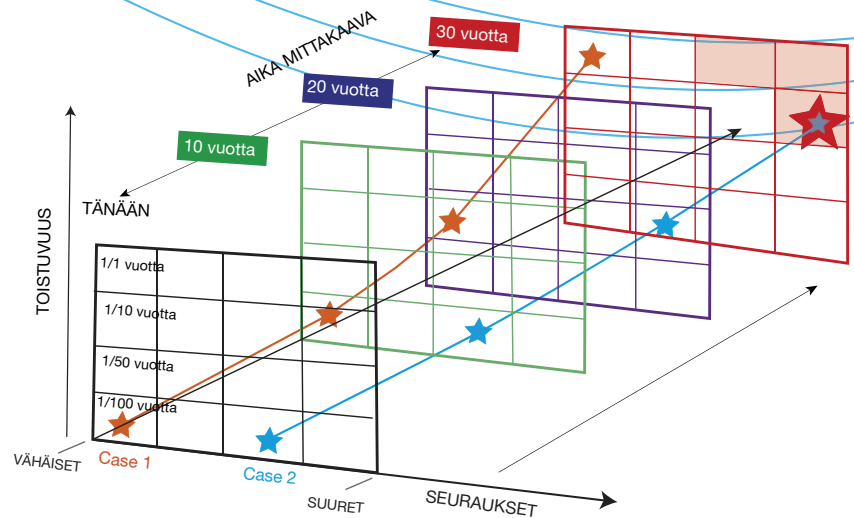 30 vuotta
AIKA MITTAKAAVA
20 vuotta
10 vuotta
TÄNÄÄN
TOISTUVUUS
1/1 vuotta
1/10 vuotta
1/50 vuotta
1/100 vuotta
VÄHÄISET
Case 1
Case 2
SUURET
SEURAUKSET